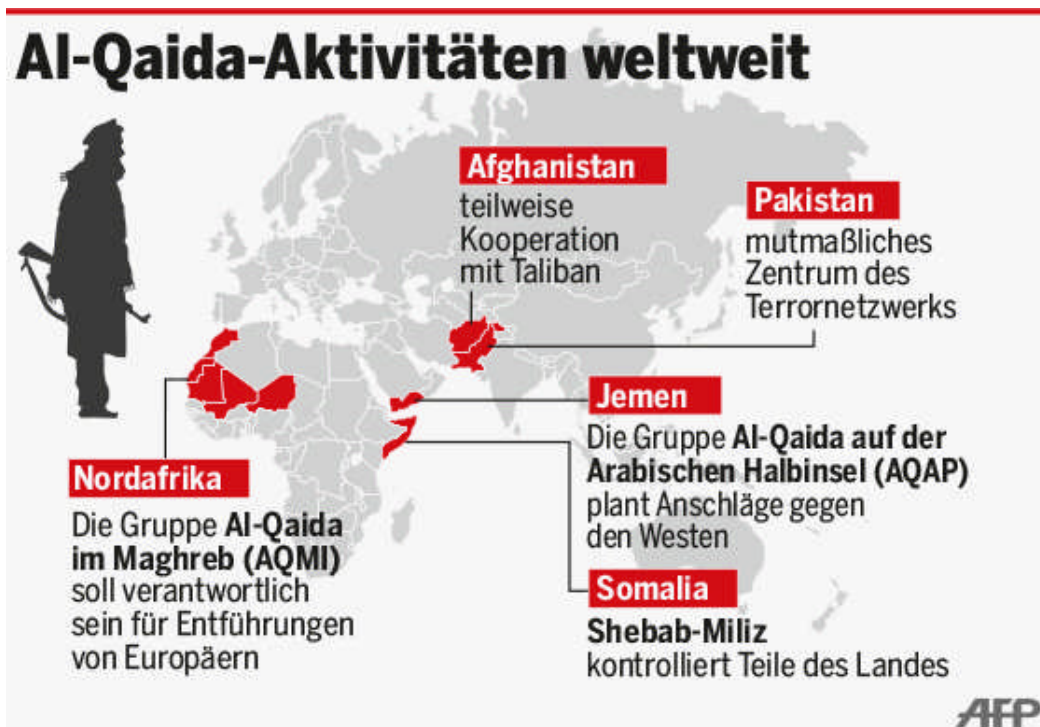 Al-Qaida-Aktivitäten weltweit
Afghanistan
teilweise
Kooperation
mit Taliban
Pakistan
mutmaßliches
Zentrum des
Terrornetzwerks
Jemen
Die Gruppe Al-Qaida auf der
Arabischen Halbinsel (AQAP)
plant Anschläge gegen
den Westen
Nordafrika
Die Gruppe Al-Qaida
im Maghreb (AQMI)
soll verantwortlich
sein für Entführungen
von Europäern
Somalia
Shebab-Miliz
kontrolliert Teile des Landes
AFP